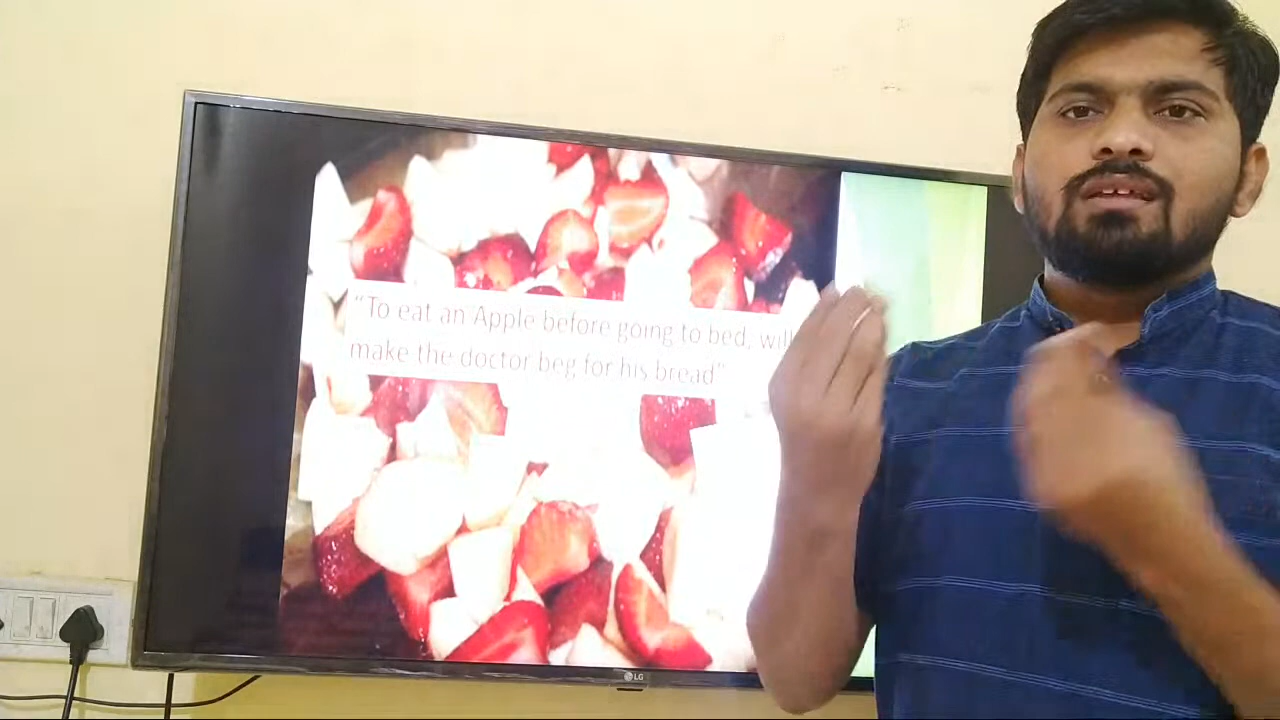 “To eat an Apple before going to bed, will
make the doctor beg for his bread”
LG